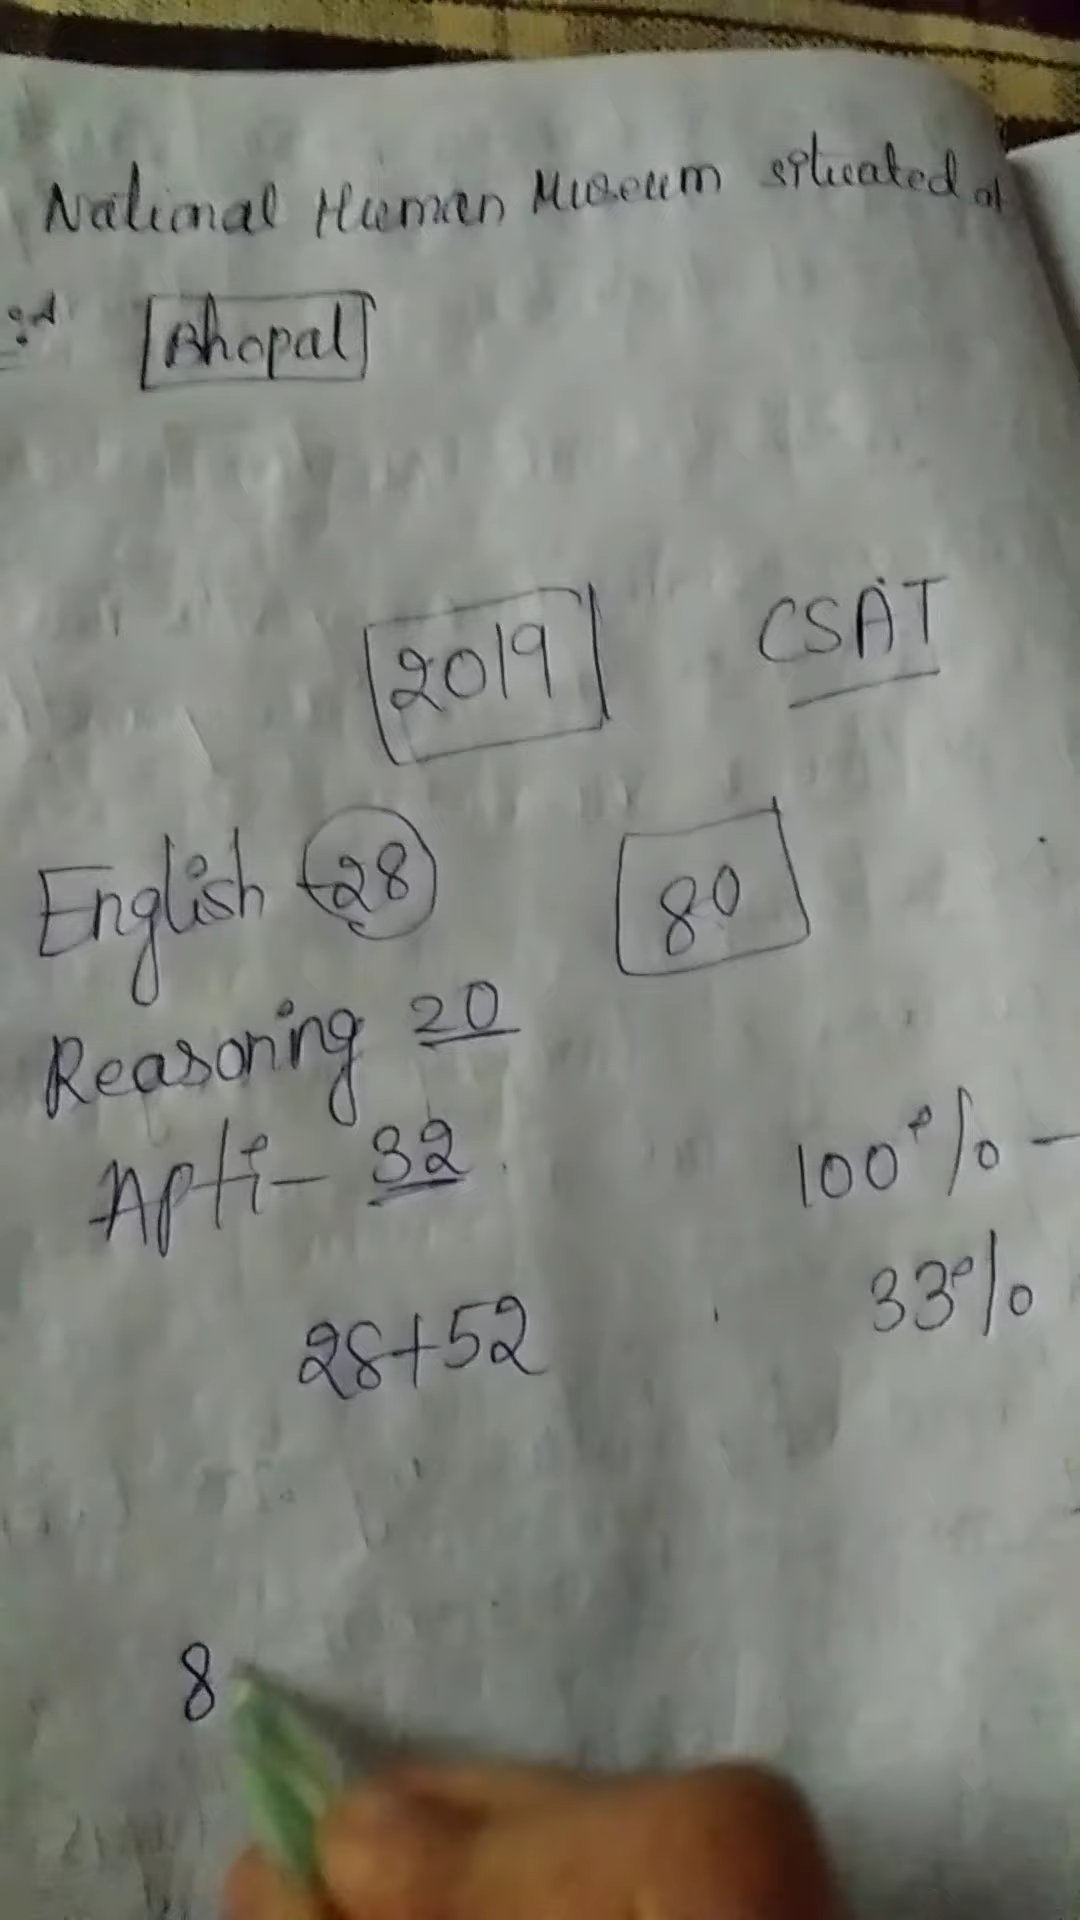 National Human Museum situated at
[Bhopal]
2019 CSAT
English -28 80
Reasoning 20
Apti - 32
100% -
33%
28+52
8